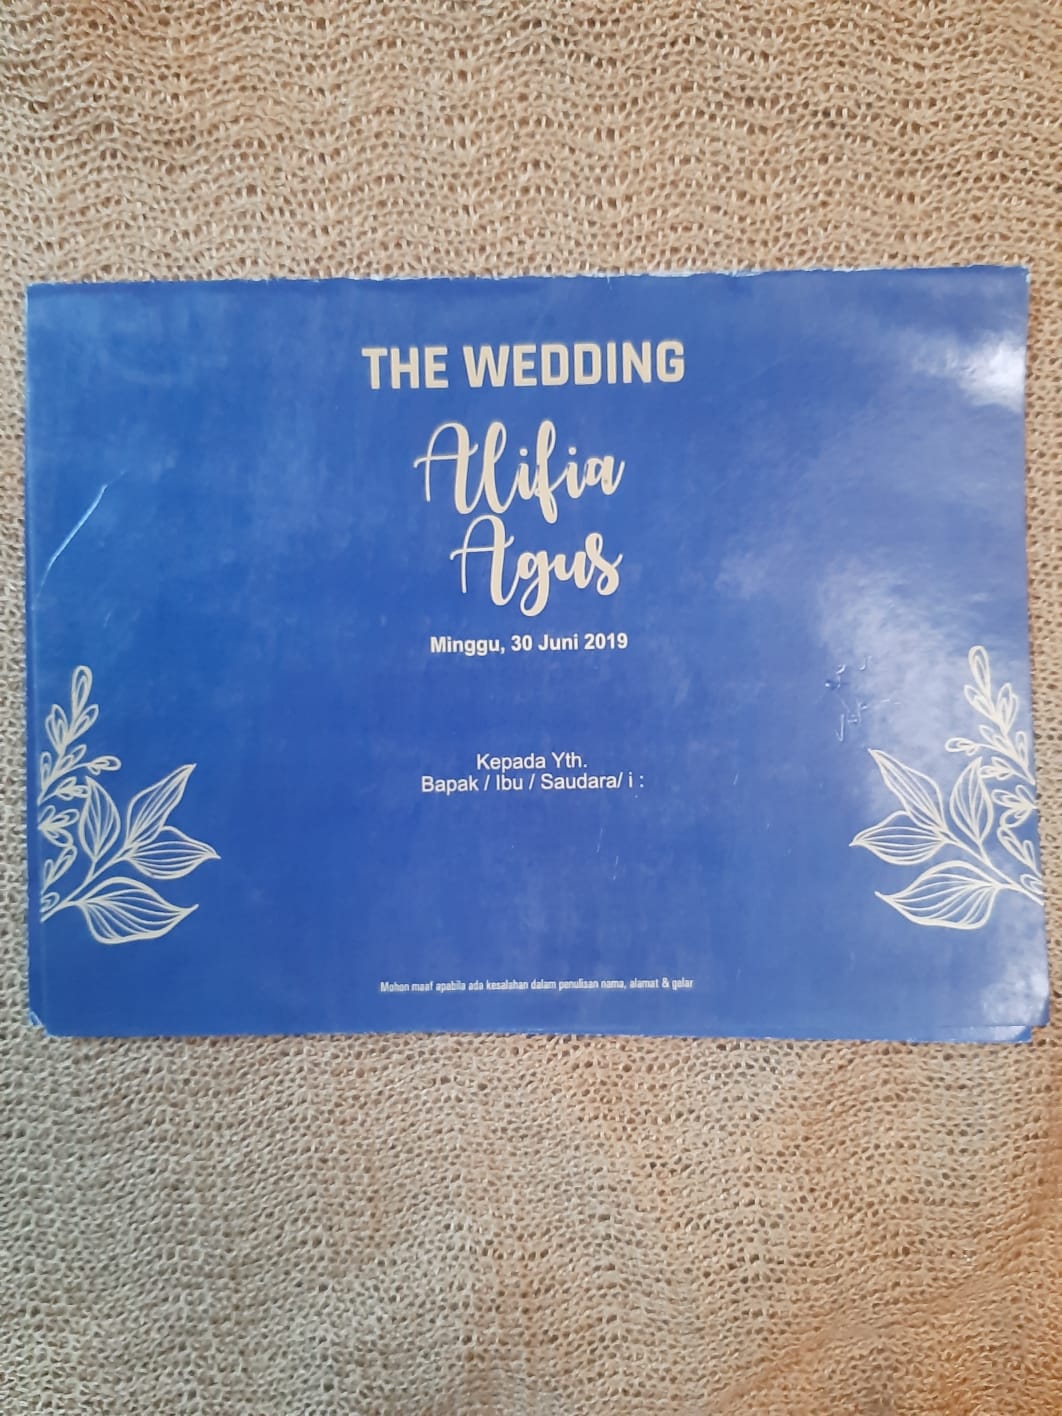 THE WEDDING
Alifia
Agus
Minggu, 30 Juni 2019
Kepada Yth.
Bapak / Ibu / Saudara/ i :
Mohon maaf apabila ada kesalahan dalam penulisan nama, alamat & gelar